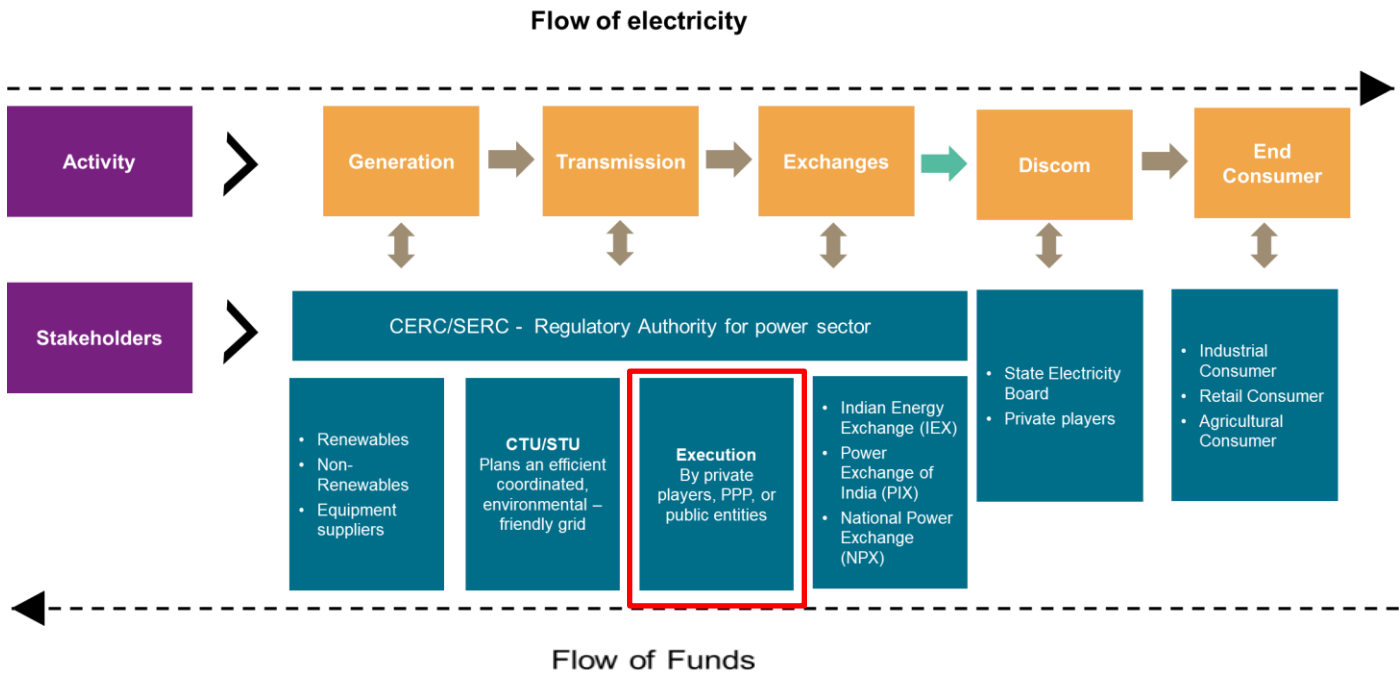 Flow of electricity
Activity
Generation
Transmission
Exchanges
Discom
End
Consumer
Stakeholders
CERC/SERC - Regulatory Authority for power sector
• Renewables
• Non-
Renewables
• Equipment
suppliers
CTU/STU
Plans an efficient
coordinated,
environmental –
friendly grid
Execution
By private
players, PPP, or
public entities
• Indian Energy
Exchange (IEX)
• Power
Exchange of
India (PIX)
• National Power
Exchange
(NPX)
• State Electricity
Board
• Private players
• Industrial
Consumer
• Retail Consumer
• Agricultural
Consumer
Flow of Funds